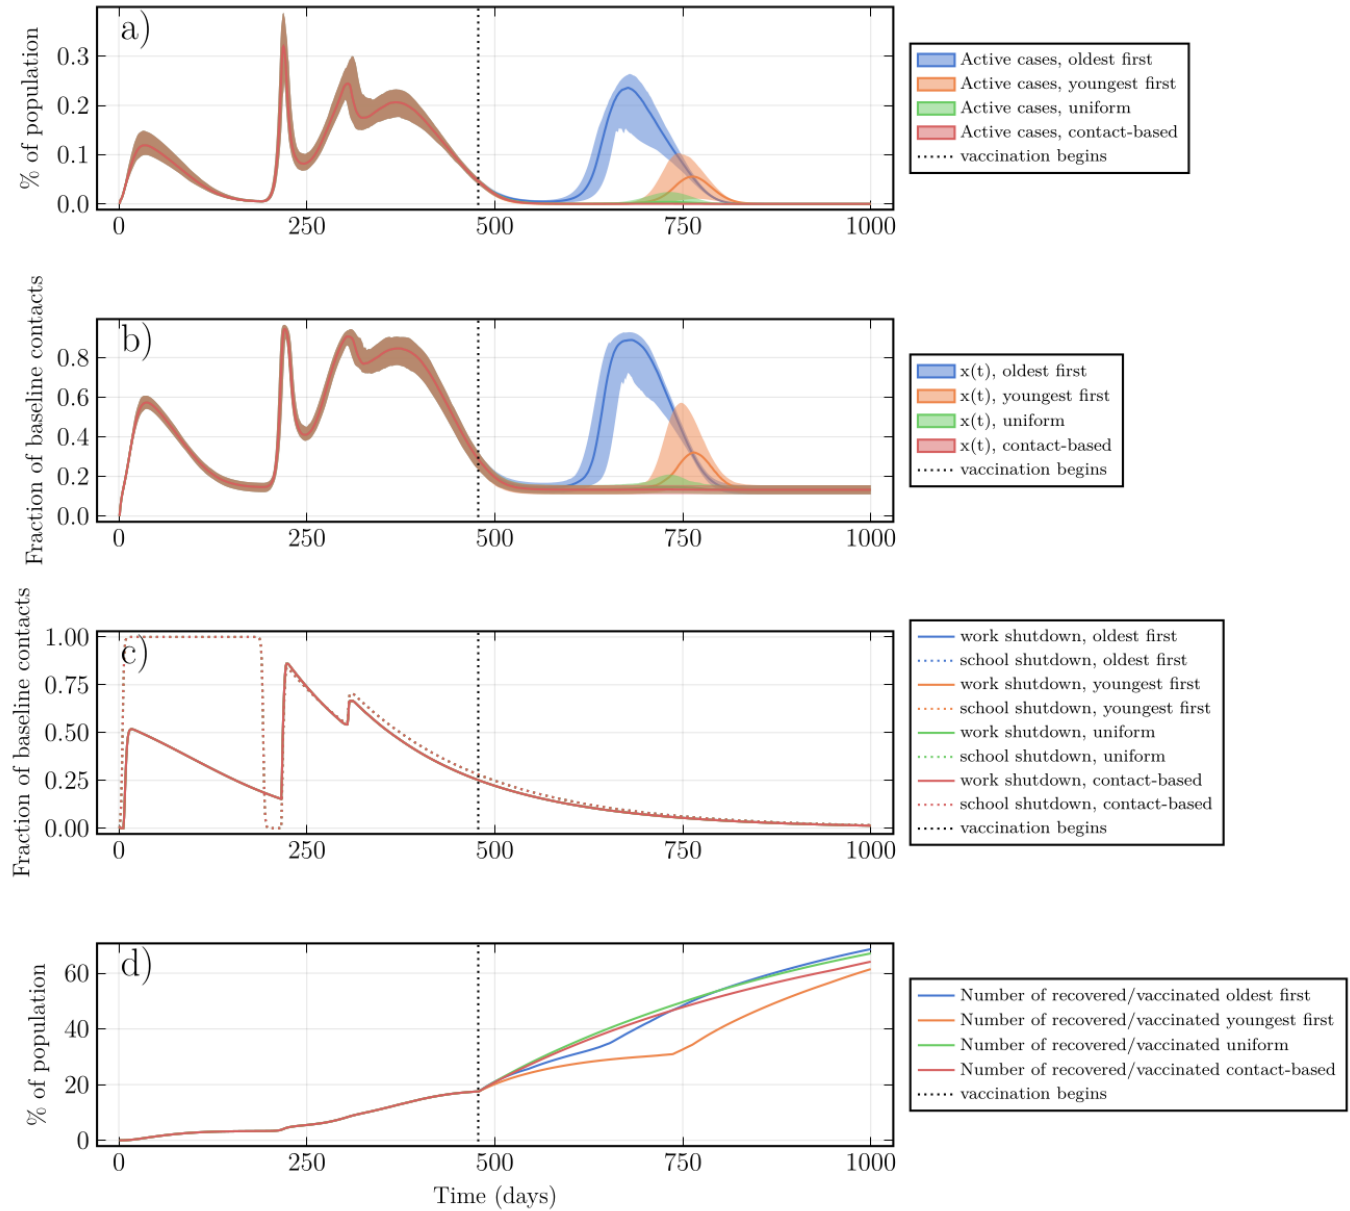 a)
% of population
0.3
0.2
0.1
0.0
0 250 500 750 1000
Active cases, oldest first
Active cases, youngest first
Active cases, uniform
Active cases, contact-based
vaccination begins
b)
Fraction of baseline contacts
0.8
0.6
0.4
0.2
0.0
0 250 500 750 1000
x(t), oldest first
x(t), youngest first
x(t), uniform
x(t), contact-based
vaccination begins
c)
Fraction of baseline contacts
1.00
0.75
0.50
0.25
0.00
0 250 500 750 1000
work shutdown, oldest first
school shutdown, oldest first
work shutdown, youngest first
school shutdown, youngest first
work shutdown, uniform
school shutdown, uniform
work shutdown, contact-based
school shutdown, contact-based
vaccination begins
d)
% of population
60
40
20
0
0 250 500 750 1000
Time (days)
Number of recovered/vaccinated oldest first
Number of recovered/vaccinated youngest first
Number of recovered/vaccinated uniform
Number of recovered/vaccinated contact-based
vaccination begins